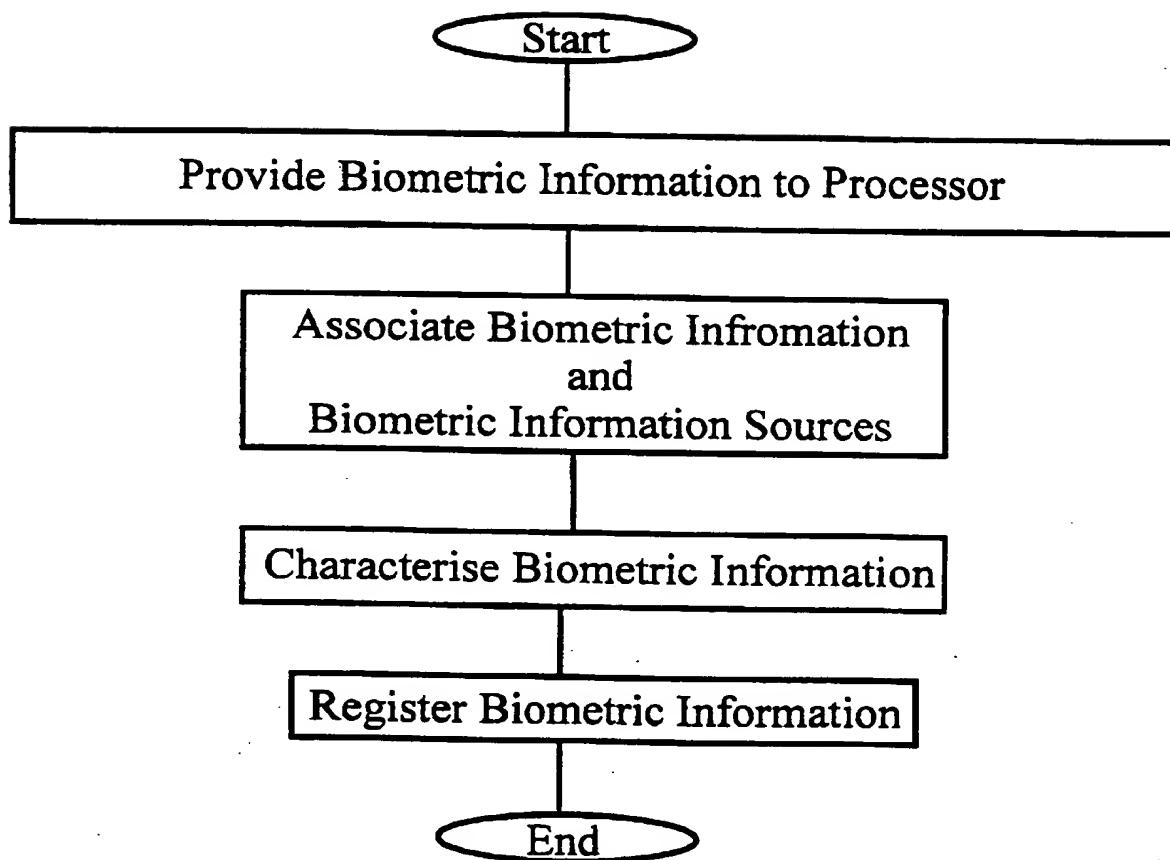 Start
Provide Biometric Information to Processor
Associate Biometric Infromation
and
Biometric Information Sources
Characterise Biometric Information
Register Biometric Information
End